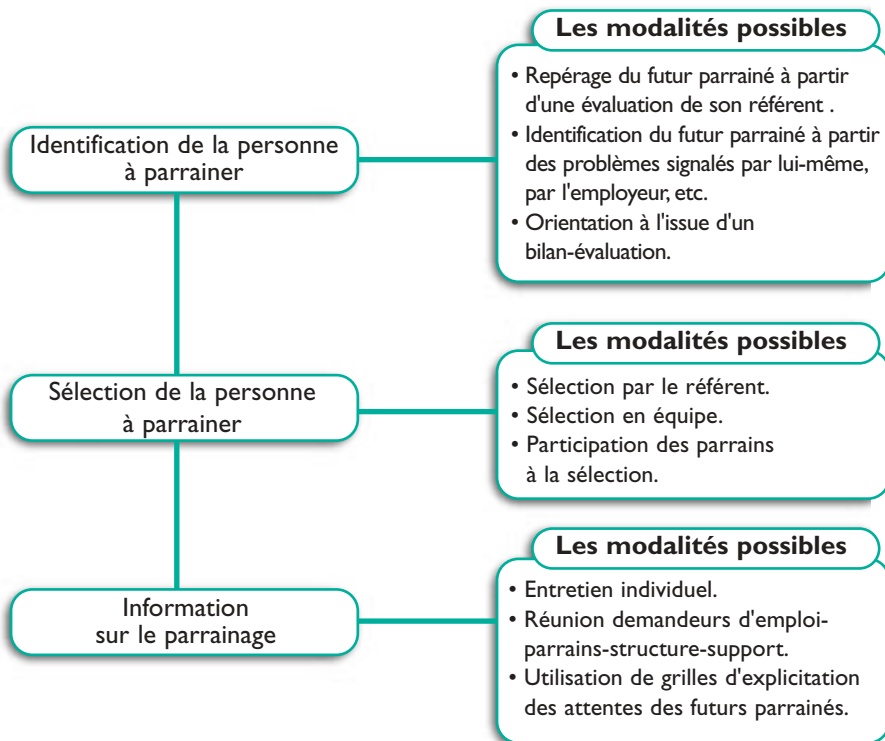 Les modalités possibles
• Repérage du futur parrainé à partir
d'une évaluation de son référent .
• Identification du futur parrainé à partir
des problèmes signalés par lui-même,
par l'employeur, etc.
• Orientation à l'issue d'un
bilan-évaluation.
Identification de la personne
à parrainer
Les modalités possibles
• Sélection par le référent.
• Sélection en équipe.
• Participation des parrains
à la sélection.
Sélection de la personne
à parrainer
Les modalités possibles
• Entretien individuel.
• Réunion demandeurs d'emploi-
parrains-structure-support.
• Utilisation de grilles d'explicitation
des attentes des futurs parrainés.
Information
sur le parrainage